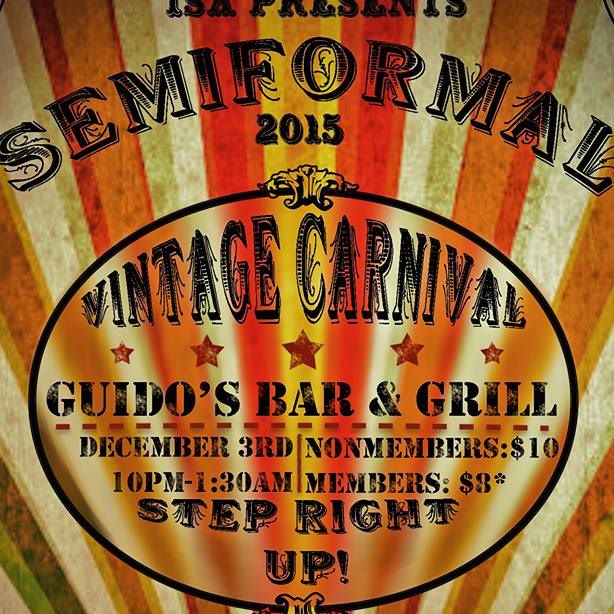 ISA PRESENTS
SEMIFORMAL
2015
VINTAGE CARNIVAL
GUIDO'S BAR & GRILL
DECEMBER 3RD NONMEMBERS:$10
10PM-1:30AM MEMBERS: $8*
STEP RIGHT
UP!